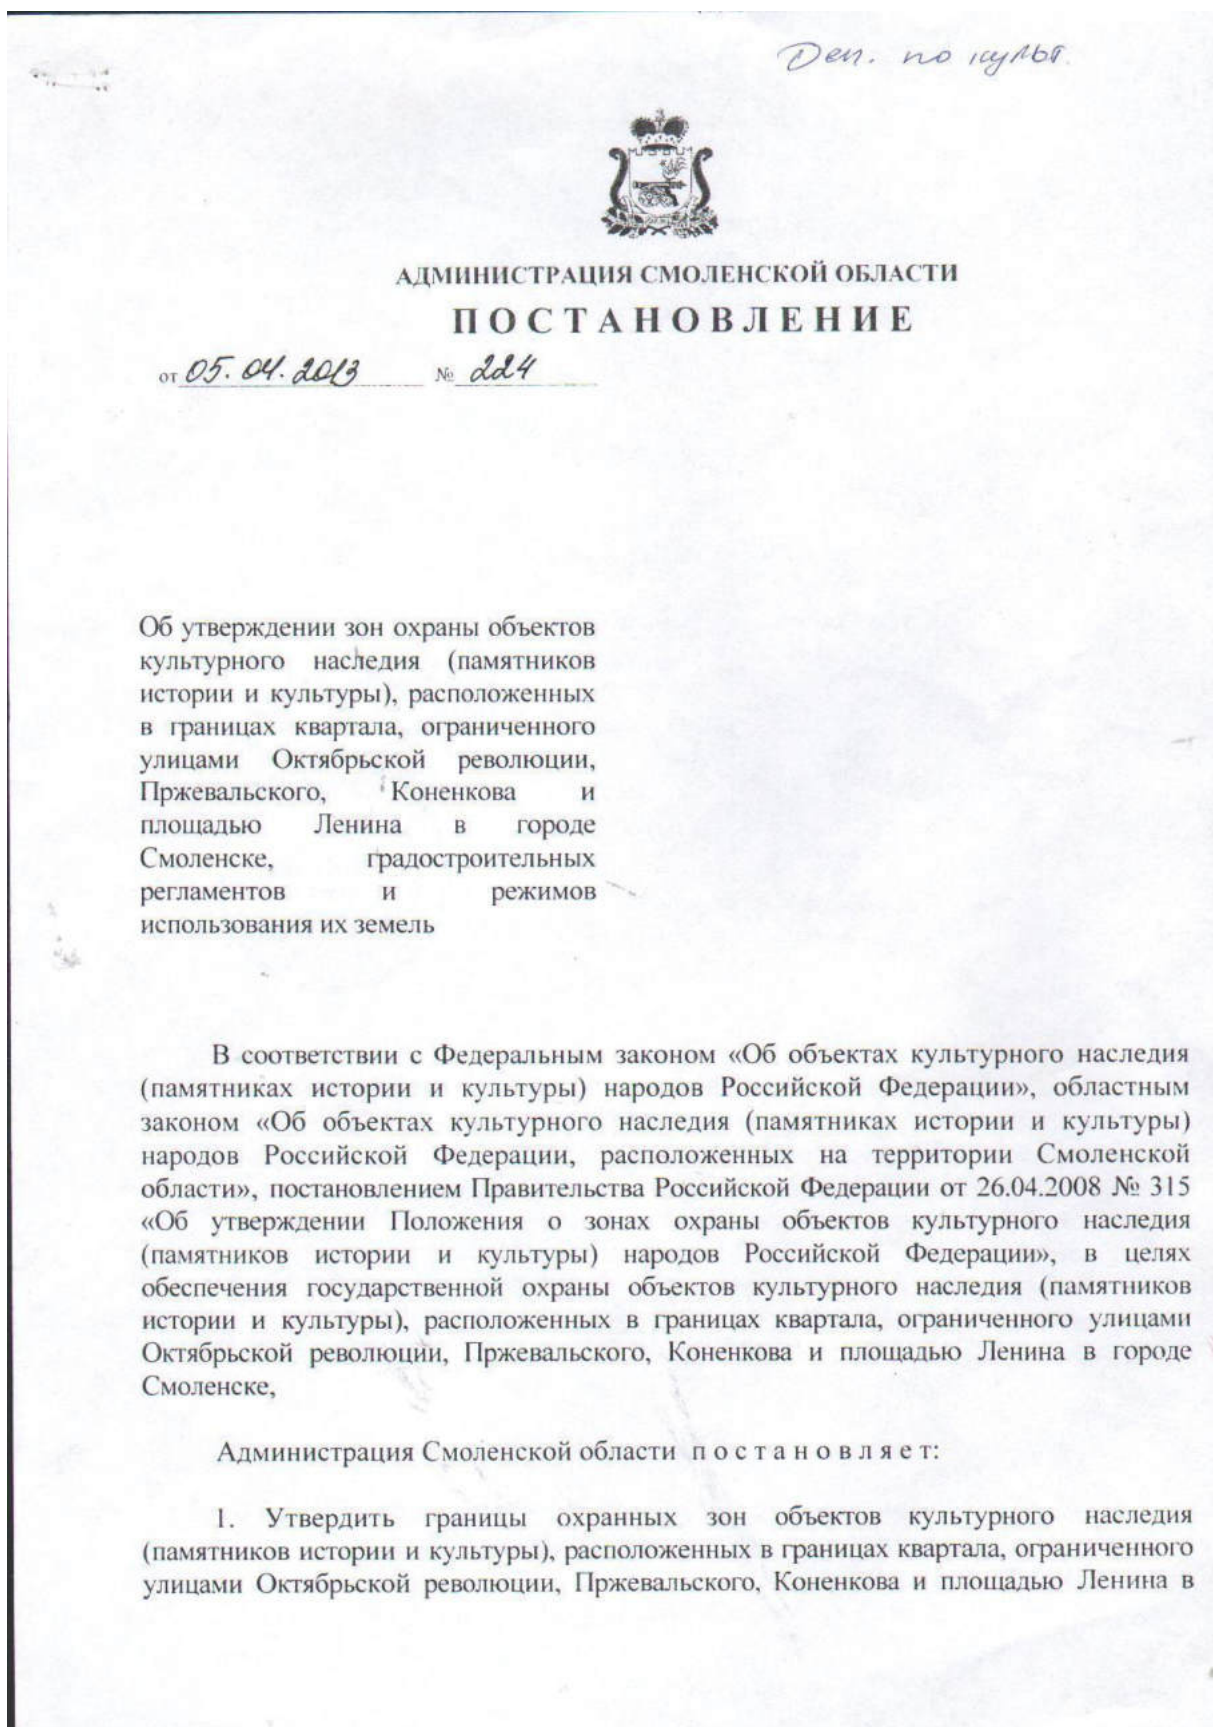 Деп. по культ.
АДМИНИСТРАЦИЯ СМОЛЕНСКОЙ ОБЛАСТИ
ПОСТАНОВЛЕНИЕ
от 05.04.2013 № 224
Об утверждении зон охраны объектов
культурного наследия (памятников
истории и культуры), расположенных
в границах квартала, ограниченного
улицами Октябрьской революции,
Пржевальского, Коненкова и
площадью Ленина в городе
Смоленске, градостроительных
регламентов и режимов
использования их земель
В соответствии с Федеральным законом «Об объектах культурного наследия
(памятниках истории и культуры) народов Российской Федерации», областным
законом «Об объектах культурного наследия (памятниках истории и культуры)
народов Российской Федерации, расположенных на территории Смоленской
области», постановлением Правительства Российской Федерации от 26.04.2008 № 315
«Об утверждении Положения о зонах охраны объектов культурного наследия
(памятников истории и культуры) народов Российской Федерации», в целях
обеспечения государственной охраны объектов культурного наследия (памятников
истории и культуры), расположенных в границах квартала, ограниченного улицами
Октябрьской революции, Пржевальского, Коненкова и площадью Ленина в городе
Смоленске,
Администрация Смоленской области п о с т а н о в л я е т:
1. Утвердить границы охранных зон объектов культурного наследия
(памятников истории и культуры), расположенных в границах квартала, ограниченного
улицами Октябрьской революции, Пржевальского, Коненкова и площадью Ленина в